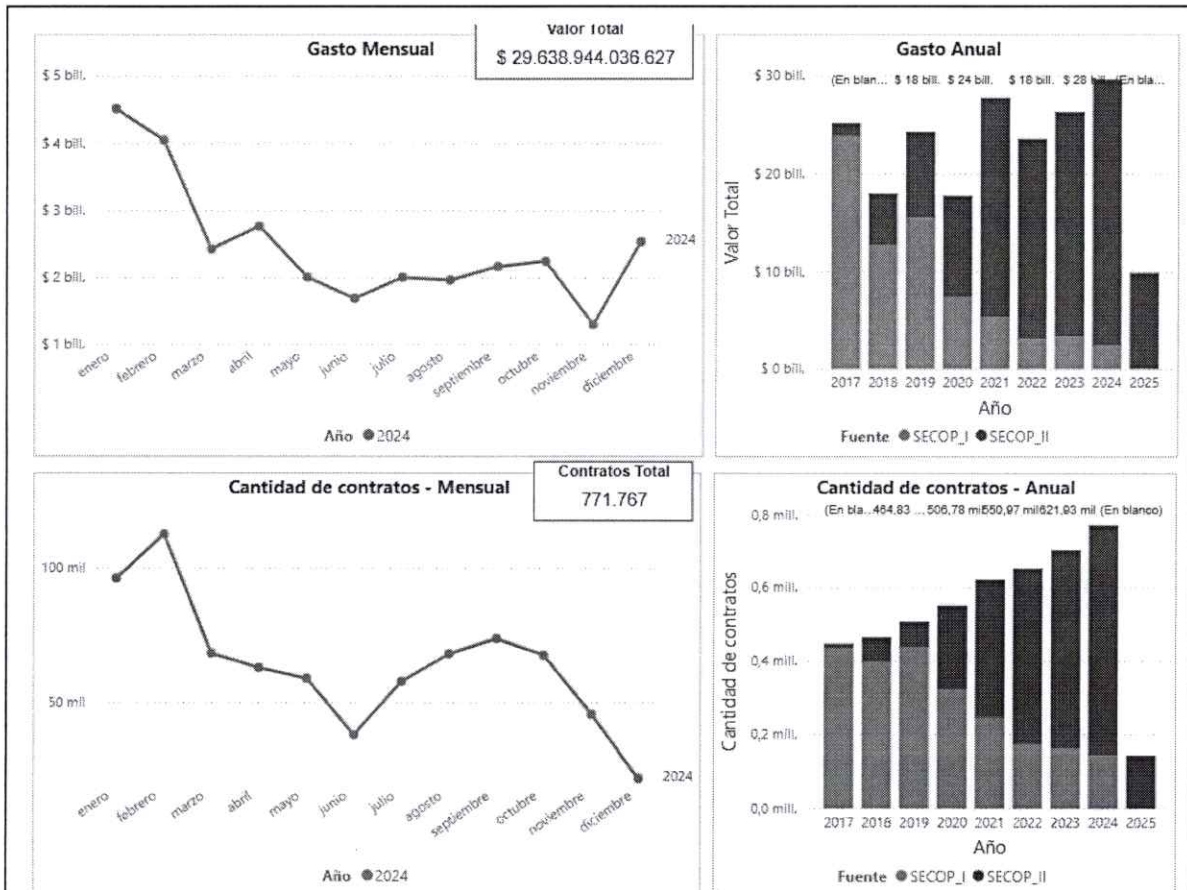 Gasto Mensual
Valor Total
$ 29.638.944.036.627
$ 5 bill.
$ 4 bill.
$ 3 bill.
$ 2 bill.
$ 1 bill.
2024
enero
febrero
marzo
abril
mayo
junio
julio
agosto
septiembre
octubre
noviembre
diciembre
Año 2024
Gasto Anual
(En blan... $ 18 bill. $ 24 bill. $ 18 bill. $ 28 bill. (En bla...
$ 30 bill.
$ 20 bill.
$ 10 bill.
$ 0 bill.
Valor Total
2017 2018 2019 2020 2021 2022 2023 2024 2025
Año
Fuente SECOP_I SECOP_II
Cantidad de contratos - Mensual
Contratos Total
771.767
100 mil
50 mil
2024
enero
febrero
marzo
abril
mayo
junio
julio
agosto
septiembre
octubre
noviembre
diciembre
Año 2024
Cantidad de contratos - Anual
(En bla... 464,83 ... 506,78 mil 550,97 mil 621,93 mil (En blanco)
0,8 mill.
0,6 mill.
0,4 mill.
0,2 mill.
0,0 mill.
Cantidad de contratos
2017 2018 2019 2020 2021 2022 2023 2024 2025
Año
Fuente SECOP_I SECOP_II